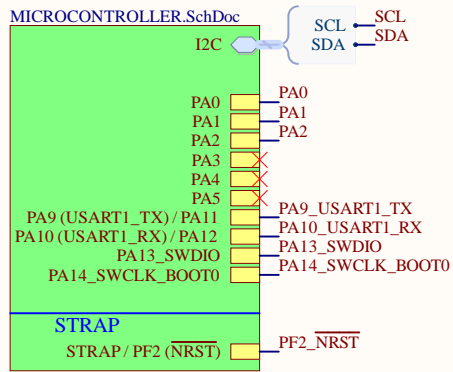 MICROCONTROLLER.SchDoc
I2C SCL SCL
SDA SDA
PA0 PA0
PA1 PA1
PA2 PA2
PA3
PA4
PA5
PA9 (USART1_TX) / PA11 PA9_USART1_TX
PA10 (USART1_RX) / PA12 PA10_USART1_RX
PA13_SWDIO PA13_SWDIO
PA14_SWCLK_BOOT0 PA14_SWCLK_BOOT0
STRAP
STRAP / PF2 (NRST) PF2_NRST